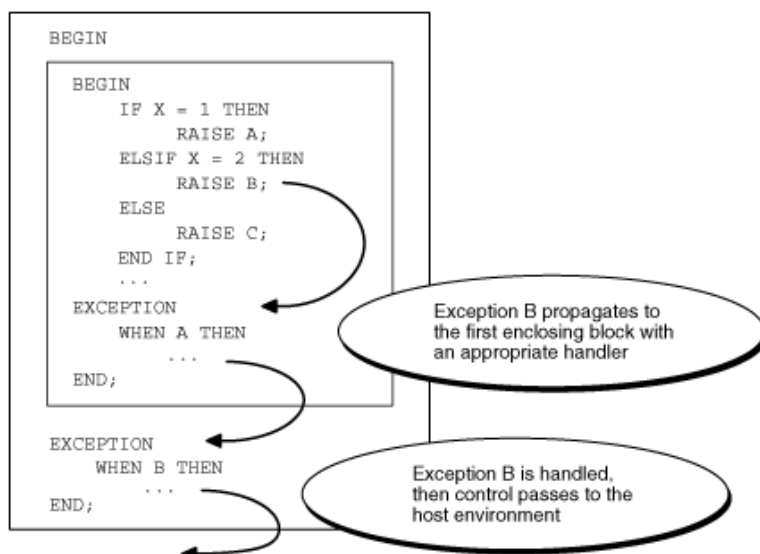 BEGIN
BEGIN
IF X = 1 THEN
RAISE A;
ELSIF X = 2 THEN
RAISE B;
ELSE
RAISE C;
END IF;
...
EXCEPTION
WHEN A THEN
...
END;
Exception B propagates to
the first enclosing block with
an appropriate handler
EXCEPTION
WHEN B THEN
...
END;
Exception B is handled,
then control passes to the
host environment